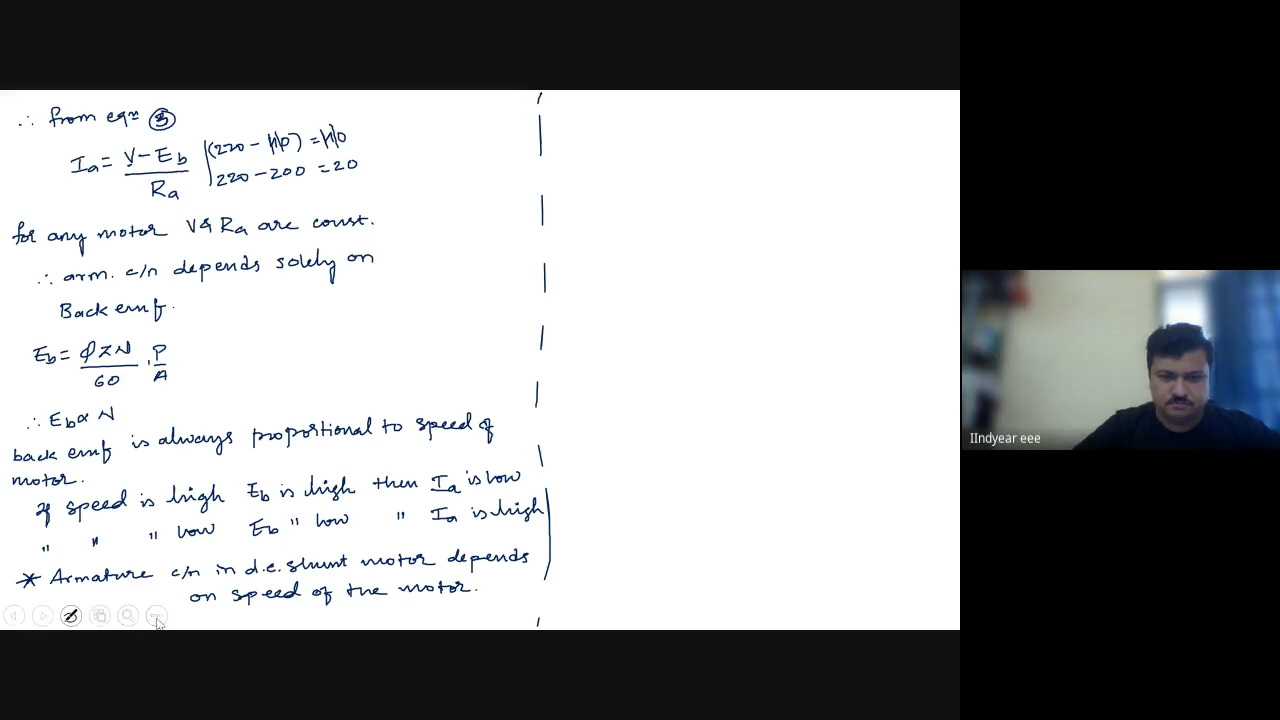 ∴ from eqn ⑤
Ia = V - Eb / Ra | (220 - 110) = 110
220 - 200 = 20
for any motor V & Ra are const.
∴ arm. c/n depends solely on
Back emf.
Eb = ϕZN / 60 . P / A
∴ Eb ∝ N
back emf is always proportional to speed of
motor.
If speed is high Eb is high then Ia is low
" " " low Eb " low " Ia is high
* Armature c/n in d.c. shunt motor depends
on speed of the motor.
IIndyear eee